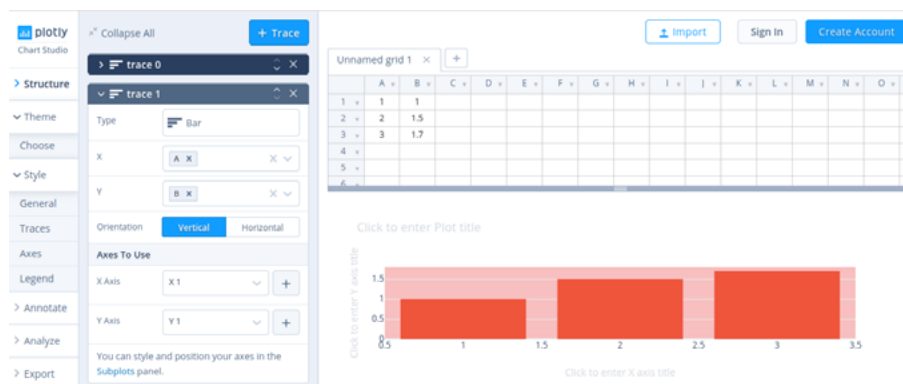 plotly
Chart Studio
Collapse All
+ Trace
Import
Sign In
Create Account
Structure
Theme
Choose
Style
General
Traces
Axes
Legend
Annotate
Analyze
Export
trace 0
trace 1
Type
Bar
X
A ×
Y
B ×
Orientation
Vertical
Horizontal
Axes To Use
X Axis
X 1
+
Y Axis
Y 1
+
You can style and position your axes in the
Subplots panel.
Unnamed grid 1 × +
A B C D E F G H I J K L M N O
1 1 1
2 2 1.5
3 3 1.7
4
5
6
Click to enter Plot title
Click to enter Y axis title
1.5
1
0.5
0
0.5 1 1.5 2 2.5 3 3.5
Click to enter X axis title